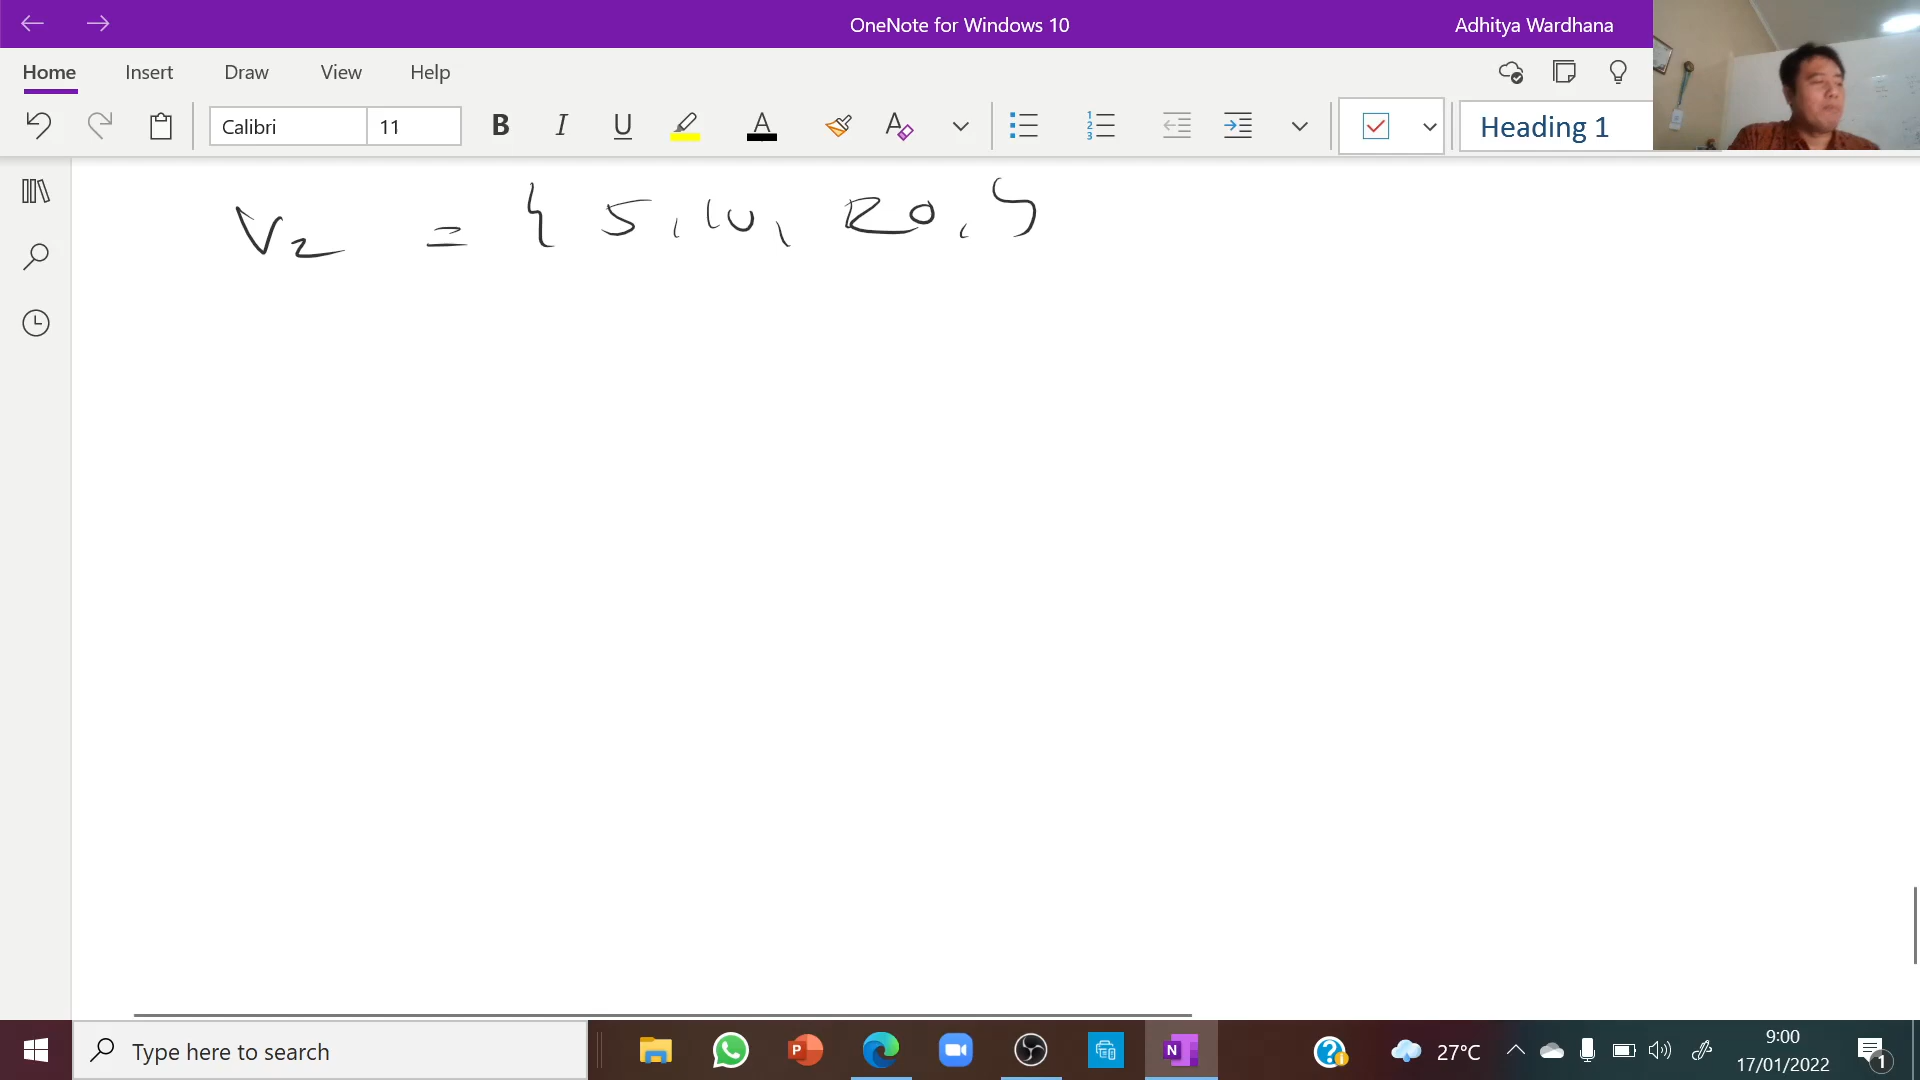 OneNote for Windows 10 Adhitya Wardhana
Home Insert Draw View Help
Calibri 11 B I U A A Heading 1
V₂ = { 5, 10, 20, }
Type here to search
27°C
9:00
17/01/2022
1